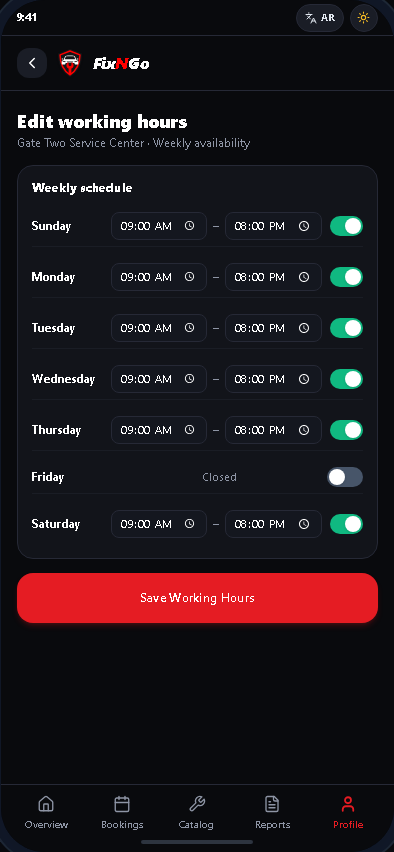 9:41
AR
FixNGo
Edit working hours
Gate Two Service Center · Weekly availability
Weekly schedule
Sunday 09:00 AM – 08:00 PM
Monday 09:00 AM – 08:00 PM
Tuesday 09:00 AM – 08:00 PM
Wednesday 09:00 AM – 08:00 PM
Thursday 09:00 AM – 08:00 PM
Friday Closed
Saturday 09:00 AM – 08:00 PM
Save Working Hours
Overview Bookings Catalog Reports Profile